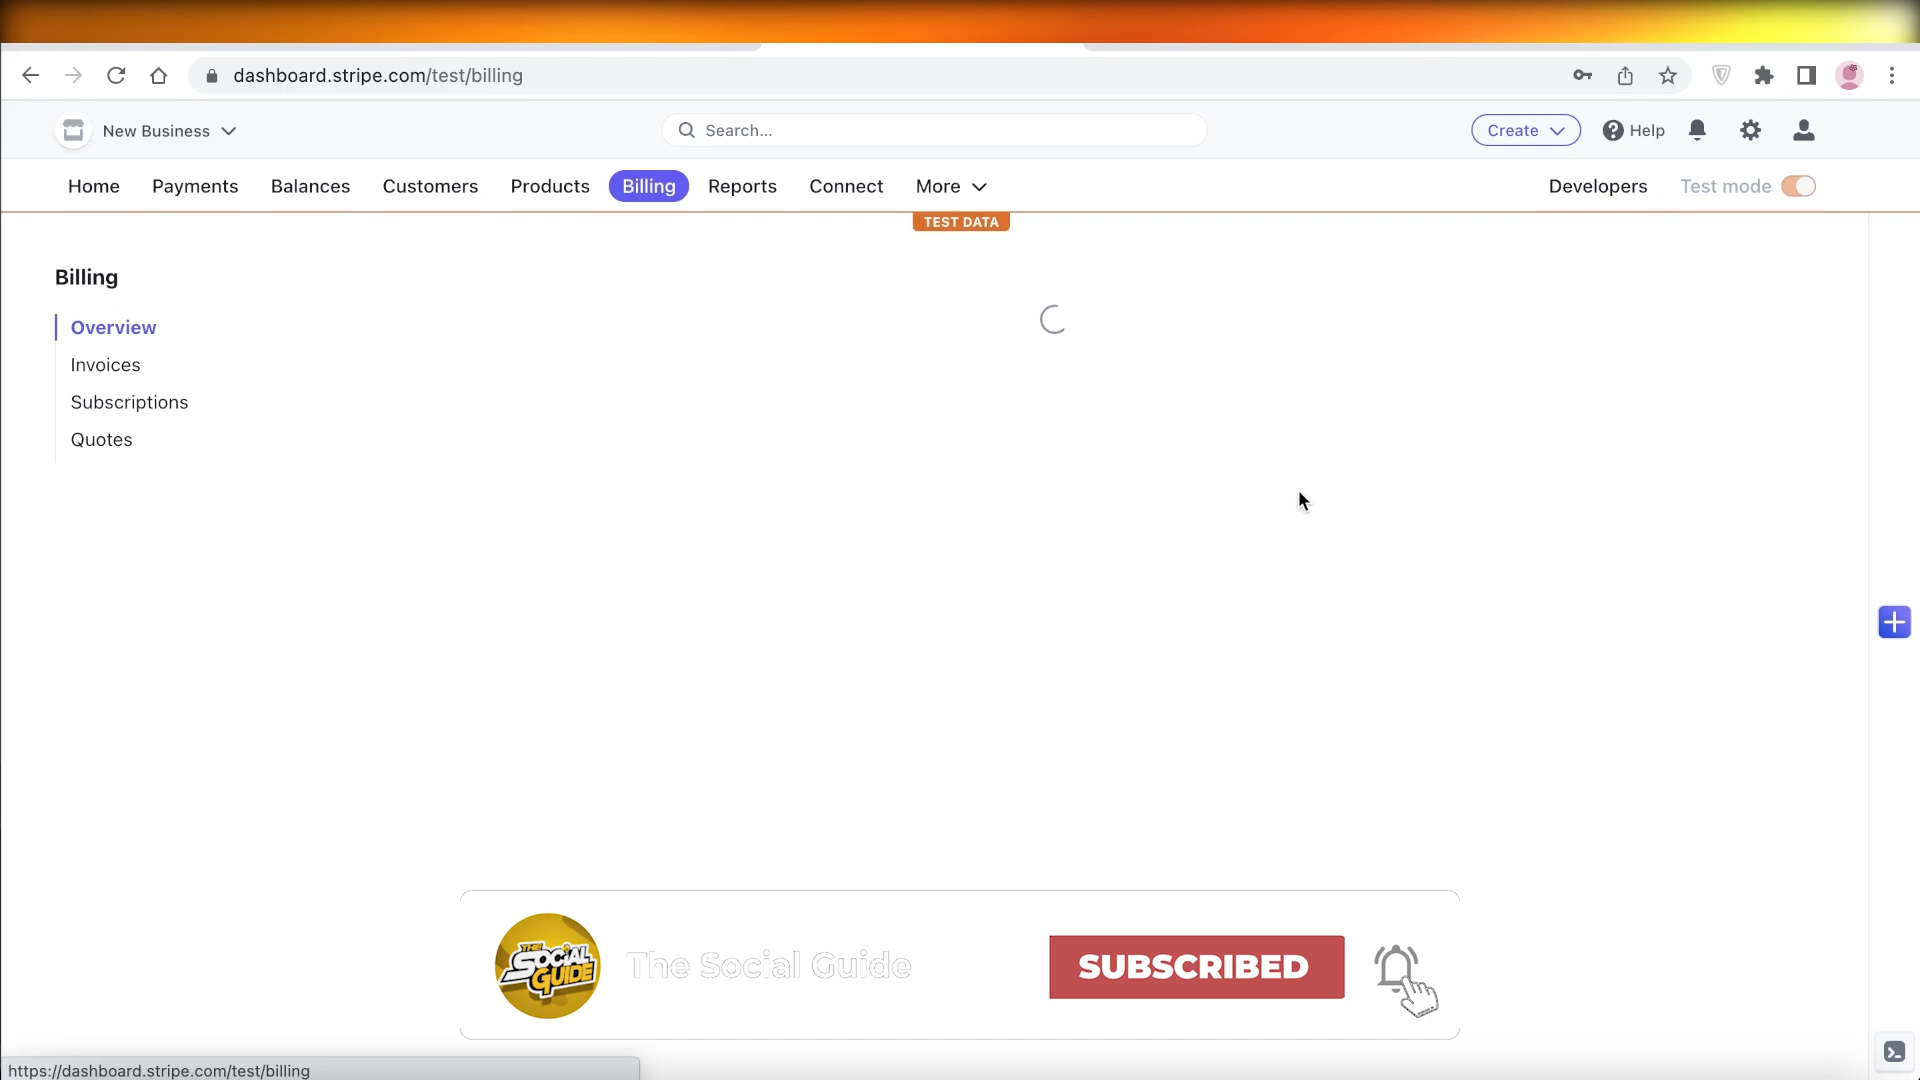 dashboard.stripe.com/test/billing
New Business
Search...
Create
Help
Home
Payments
Balances
Customers
Products
Billing
Reports
Connect
More
Developers
Test mode
TEST DATA
Billing
Overview
Invoices
Subscriptions
Quotes
THE SOCIAL GUIDE
The Social Guide
SUBSCRIBED
https://dashboard.stripe.com/test/billing